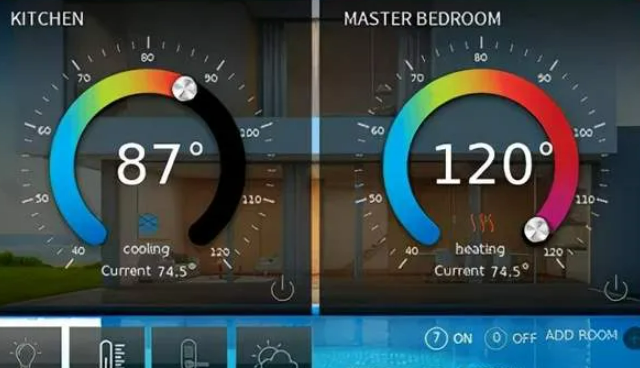 KITCHEN
MASTER BEDROOM
80
70
90
60
100
50
110
40
120
87°
cooling
Current 74.5°
80
70
90
60
100
50
110
40
120
120°
heating
Current 74.5°
7 ON
0 OFF
ADD ROOM